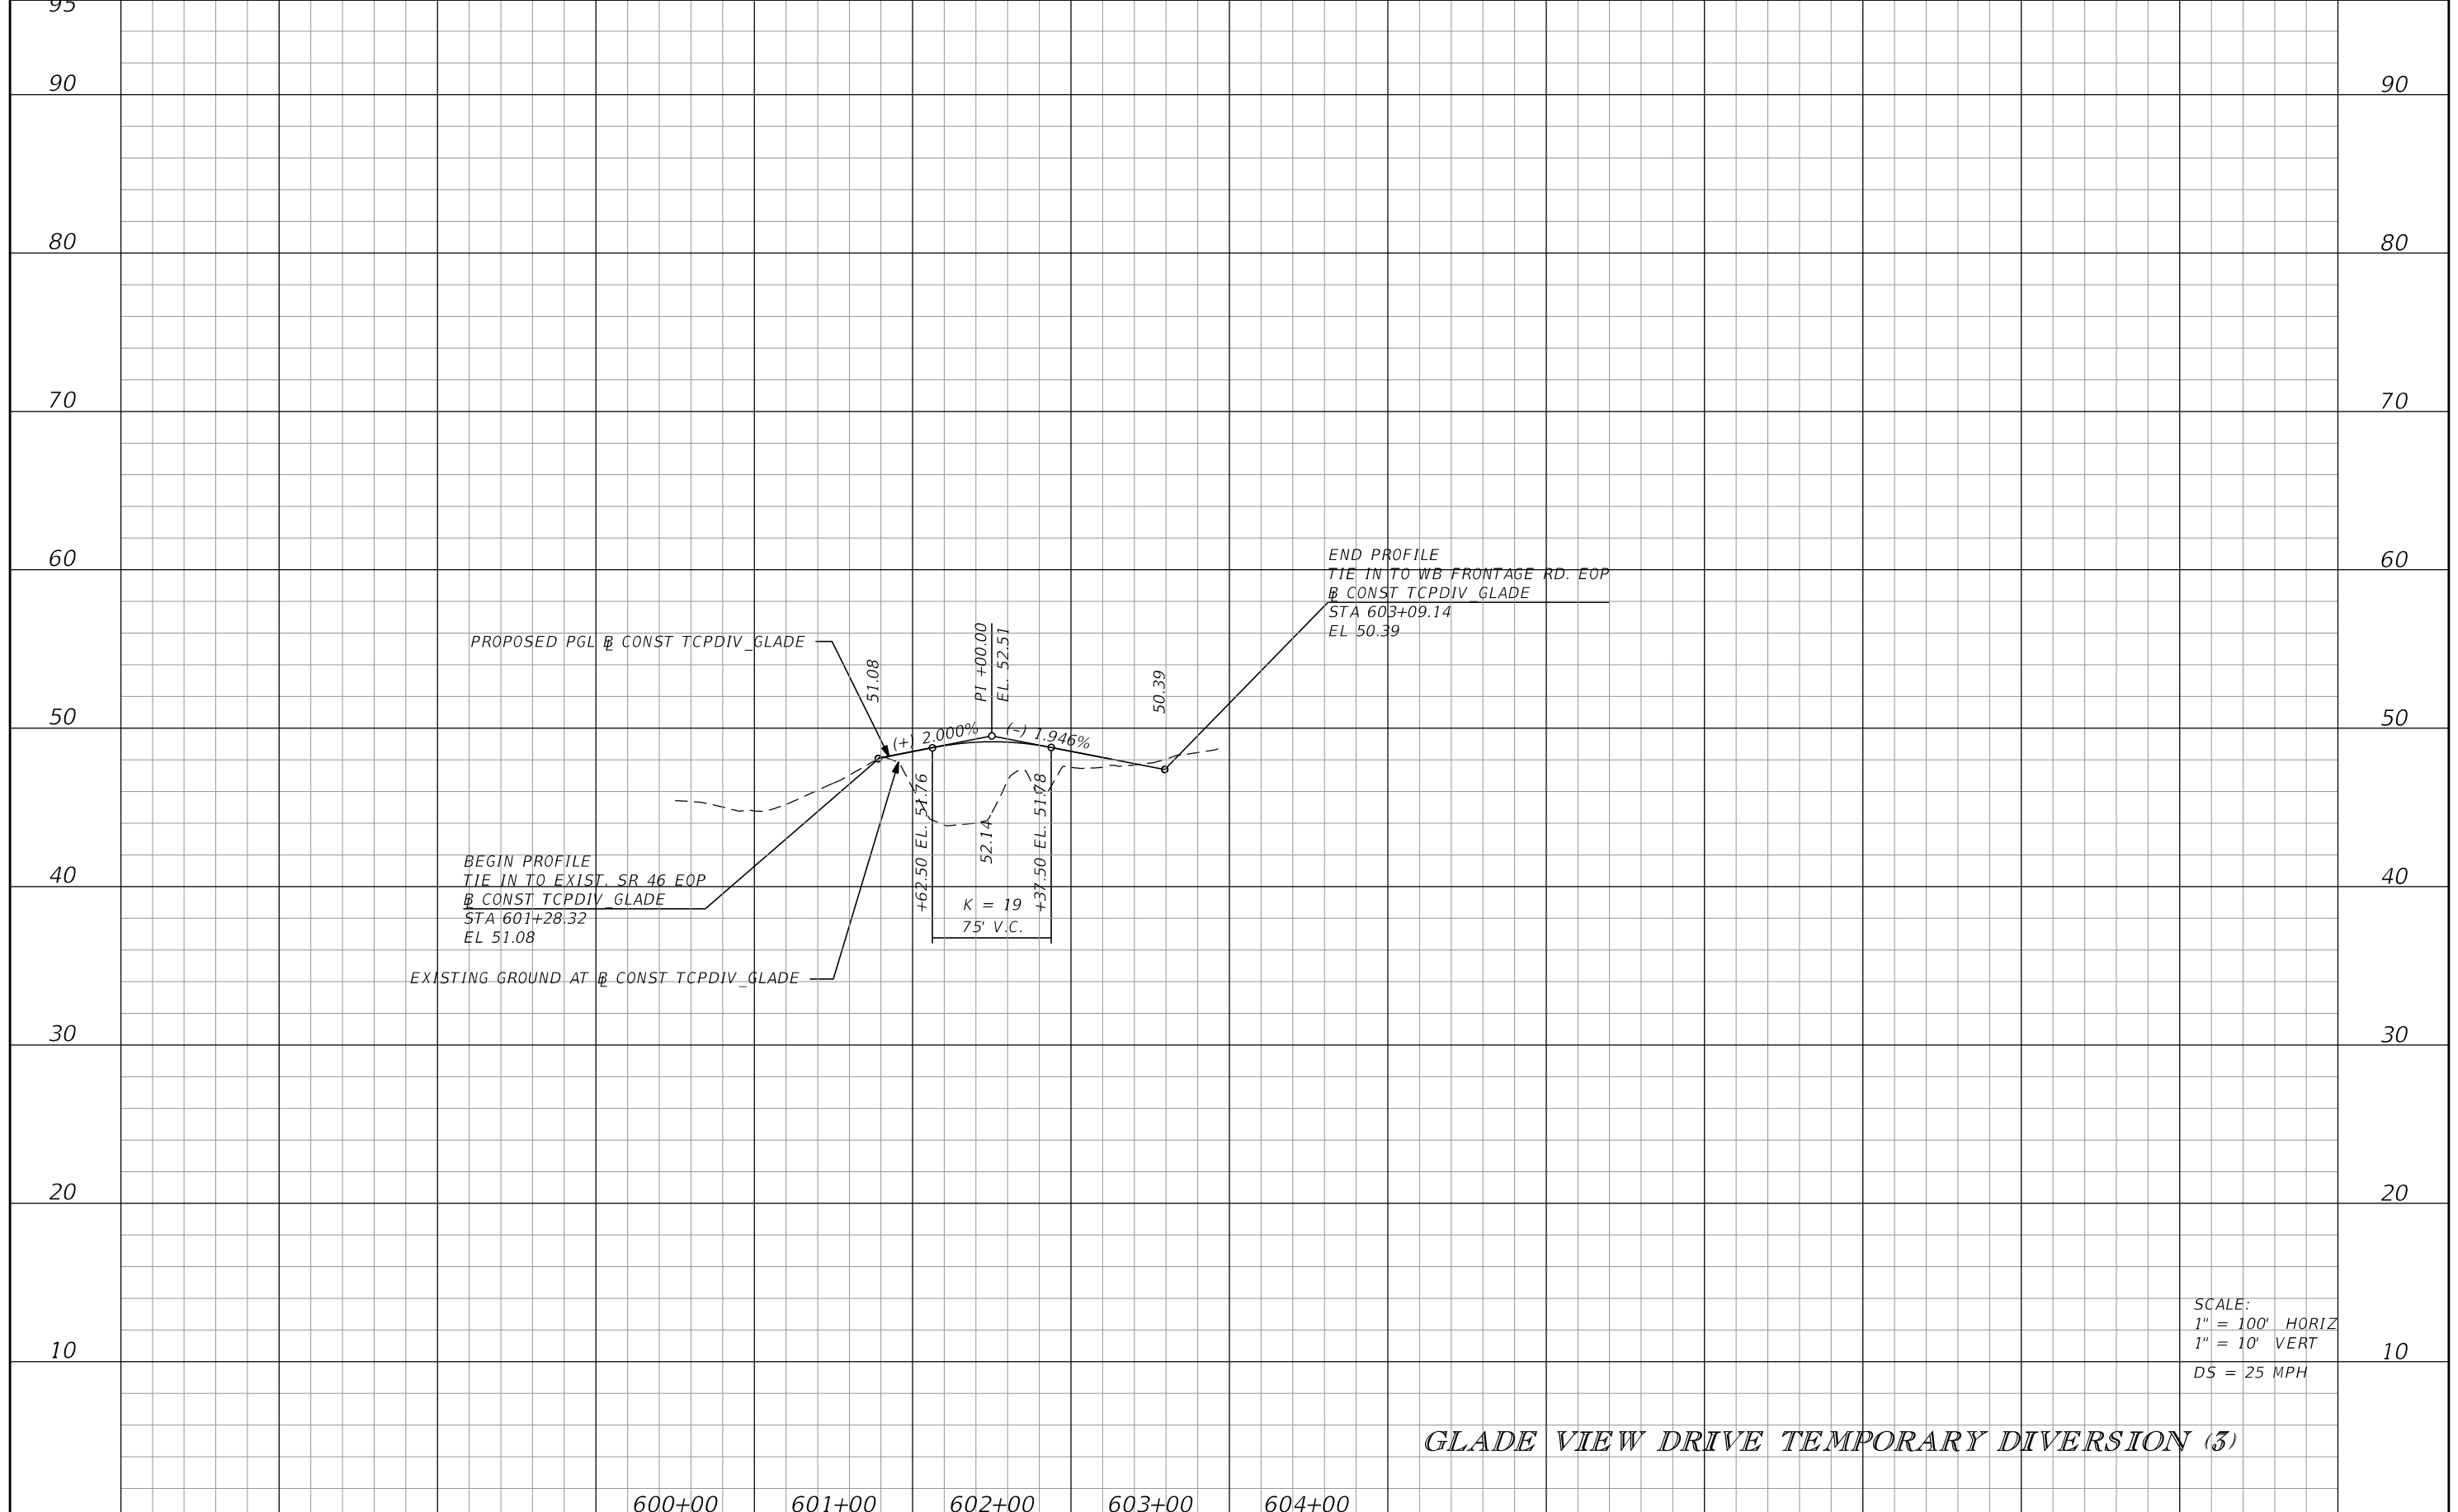 95
90
90
80
80
70
70
60
60
END PROFILE
TIE IN TO WB FRONTAGE RD. EOP
BL CONST TCPDIV_GLADE
STA 603+09.14
EL 50.39
PROPOSED PGL BL CONST TCPDIV_GLADE
51.08
PI +00.00
EL. 52.51
50.39
50
50
(+) 2.000%
(-) 1.946%
+62.50 EL. 51.76
52.14
+37.50 EL. 51.78
K = 19
75' V.C.
BEGIN PROFILE
TIE IN TO EXIST. SR 46 EOP
BL CONST TCPDIV_GLADE
STA 601+28.32
EL 51.08
40
40
EXISTING GROUND AT BL CONST TCPDIV_GLADE
30
30
20
20
SCALE:
1" = 100' HORIZ
1" = 10' VERT
DS = 25 MPH
10
10
GLADE VIEW DRIVE TEMPORARY DIVERSION (3)
600+00
601+00
602+00
603+00
604+00